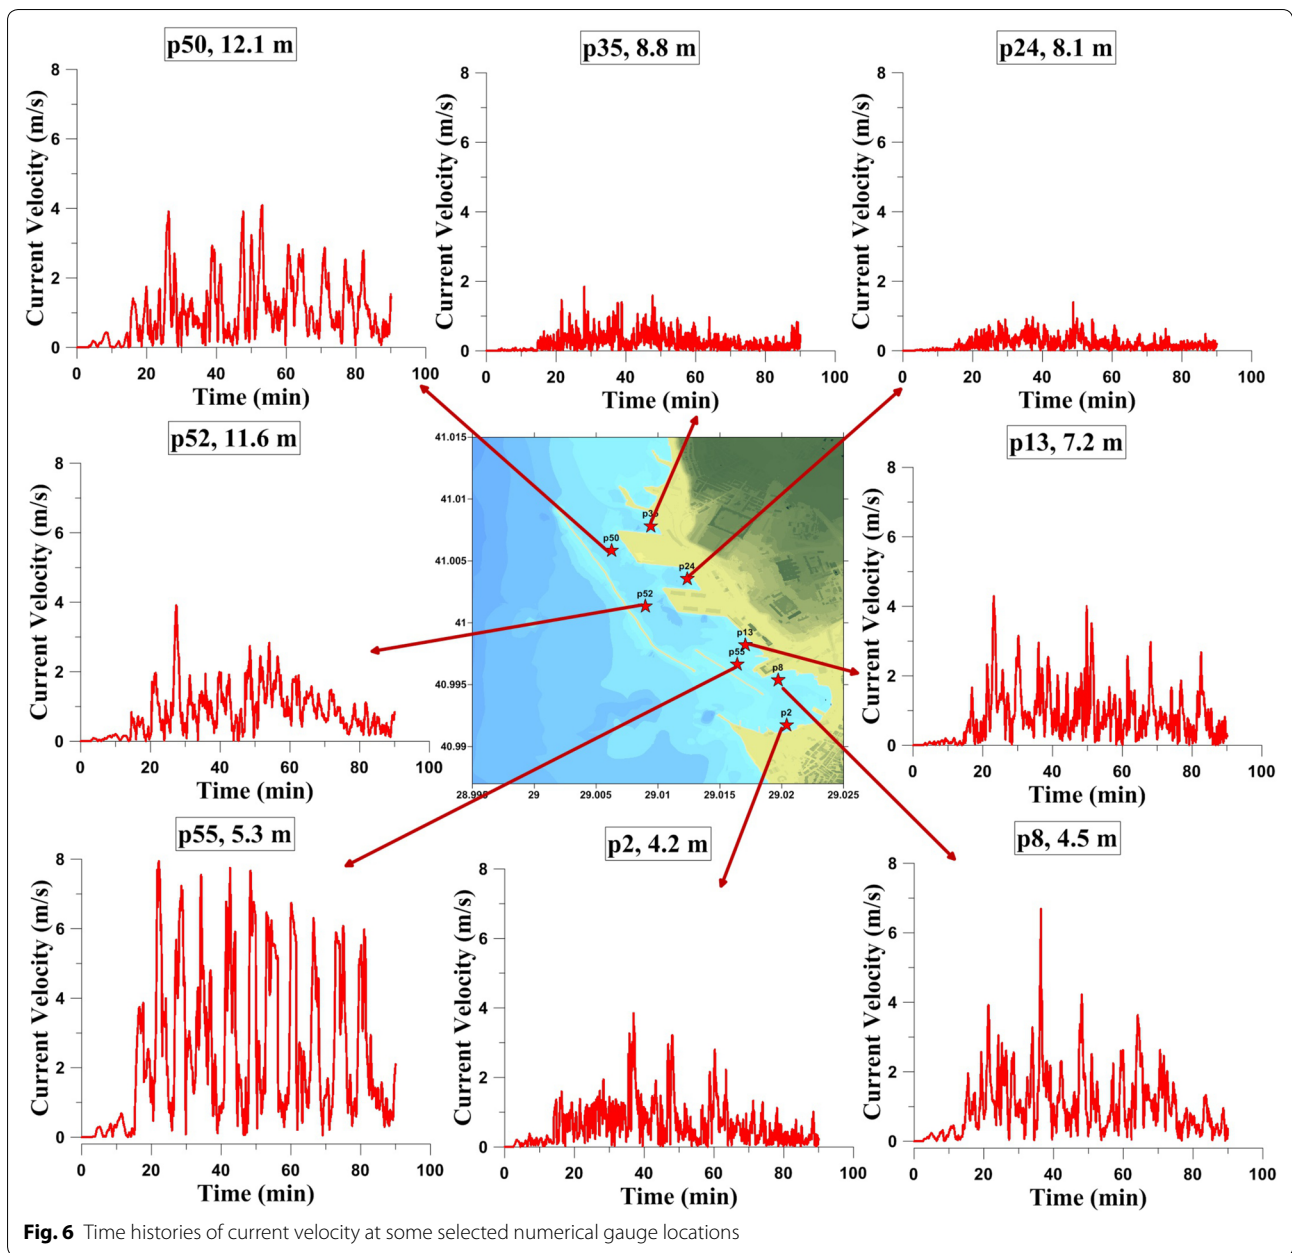 p50, 12.1 m
p35, 8.8 m
p24, 8.1 m
8
6
4
2
0
Current Velocity (m/s)
0 20 40 60 80 100
Time (min)
8
6
4
2
0
Current Velocity (m/s)
0 20 40 60 80 100
Time (min)
8
6
4
2
0
Current Velocity (m/s)
0 20 40 60 80 100
Time (min)
p52, 11.6 m
8
6
4
2
0
Current Velocity (m/s)
0 20 40 60 80 100
Time (min)
41.015
41.01
41.005
41
40.995
40.99
28.995 29 29.005 29.01 29.015 29.02 29.025
p35
p50
p24
p52
p13
p55
p8
p2
p13, 7.2 m
8
6
4
2
0
Current Velocity (m/s)
0 20 40 60 80 100
Time (min)
p55, 5.3 m
8
6
4
2
0
Current Velocity (m/s)
0 20 40 60 80 100
Time (min)
p2, 4.2 m
8
6
4
2
0
Current Velocity (m/s)
0 20 40 60 80 100
Time (min)
p8, 4.5 m
8
6
4
2
0
Current Velocity (m/s)
0 20 40 60 80 100
Time (min)
Fig. 6 Time histories of current velocity at some selected numerical gauge locations